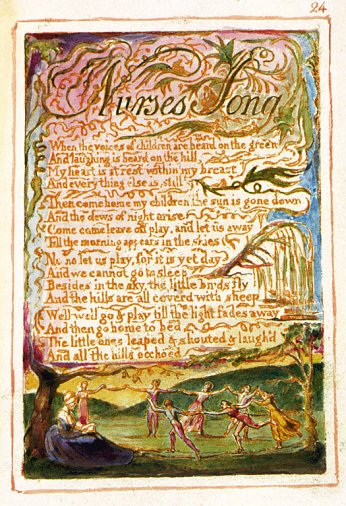 24
Nurses Song
When the voices of children are heard on the green
And laughing is heard on the hill,
My heart is at rest within my breast
And every thing else is still
Then come home my children the sun is gone down
And the dews of night arise
Come come leave off play, and let us away
Till the morning appears in the skies
No no let us play, for it is yet day
And we cannot go to sleep
Besides in the sky, the little birds fly
And the hills are all coverd with sheep
Well well go & play till the light fades away
And then go home to bed
The little ones leaped & shouted & laugh'd
And all the hills ecchoed